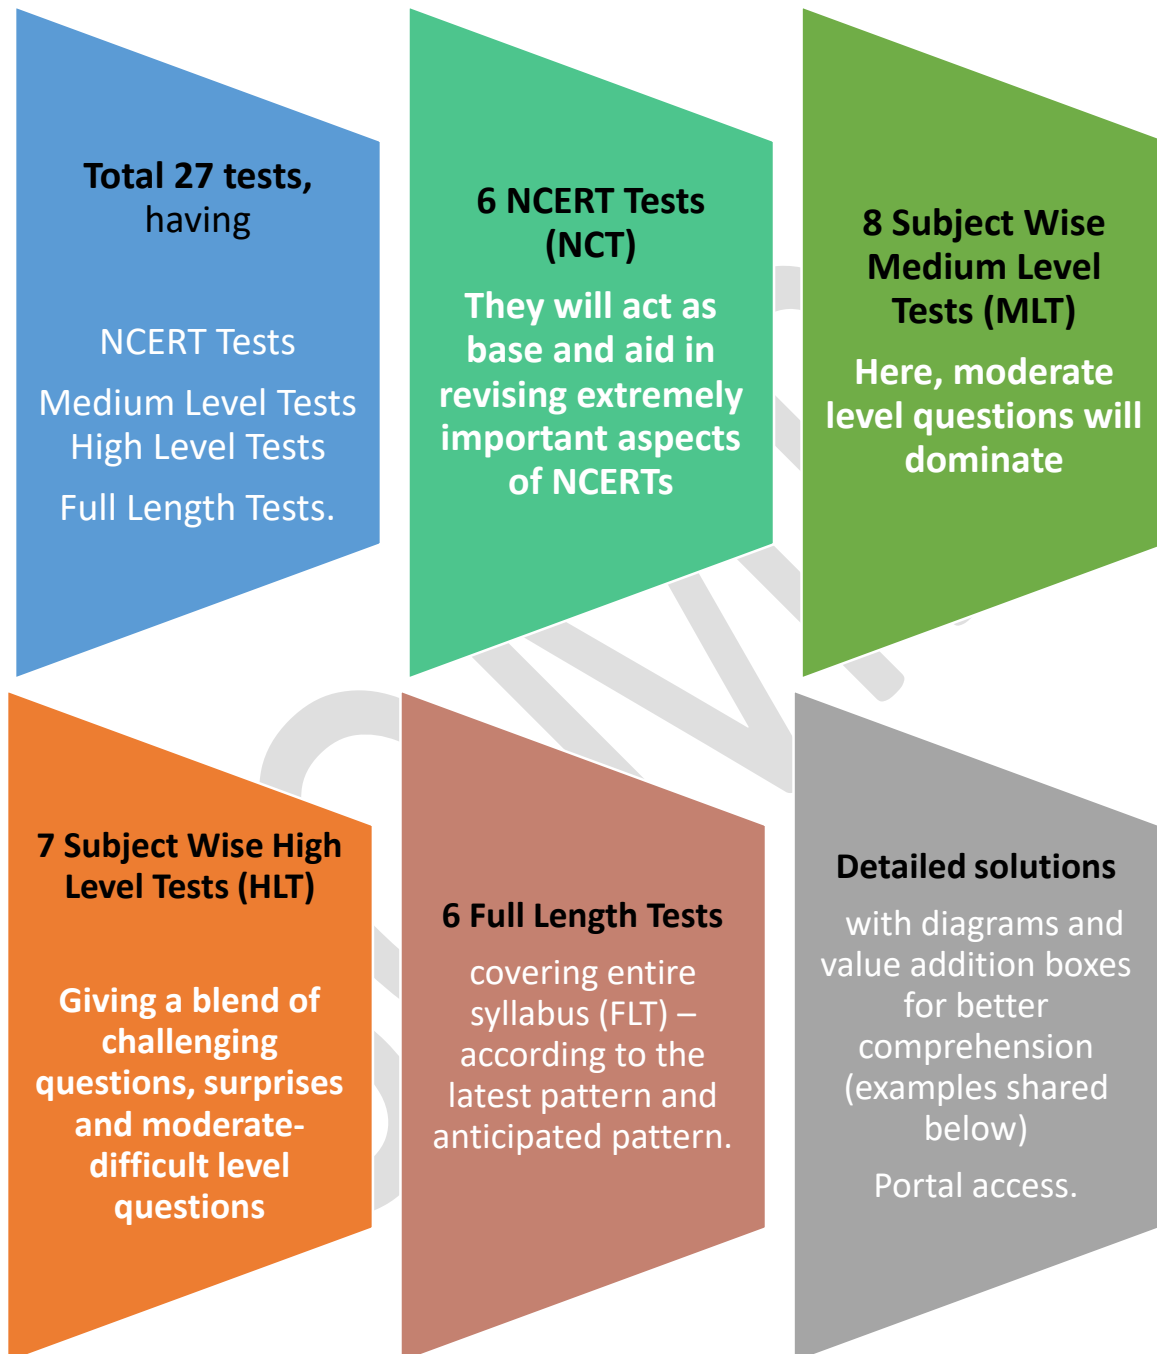 Total 27 tests,
having
NCERT Tests
Medium Level Tests
High Level Tests
Full Length Tests.
6 NCERT Tests
(NCT)
They will act as
base and aid in
revising extremely
important aspects
of NCERTs
8 Subject Wise
Medium Level
Tests (MLT)
Here, moderate
level questions will
dominate
7 Subject Wise High
Level Tests (HLT)
Giving a blend of
challenging
questions, surprises
and moderate-
difficult level
questions
6 Full Length Tests
covering entire
syllabus (FLT) –
according to the
latest pattern and
anticipated pattern.
Detailed solutions
with diagrams and
value addition boxes
for better
comprehension
(examples shared
below)
Portal access.